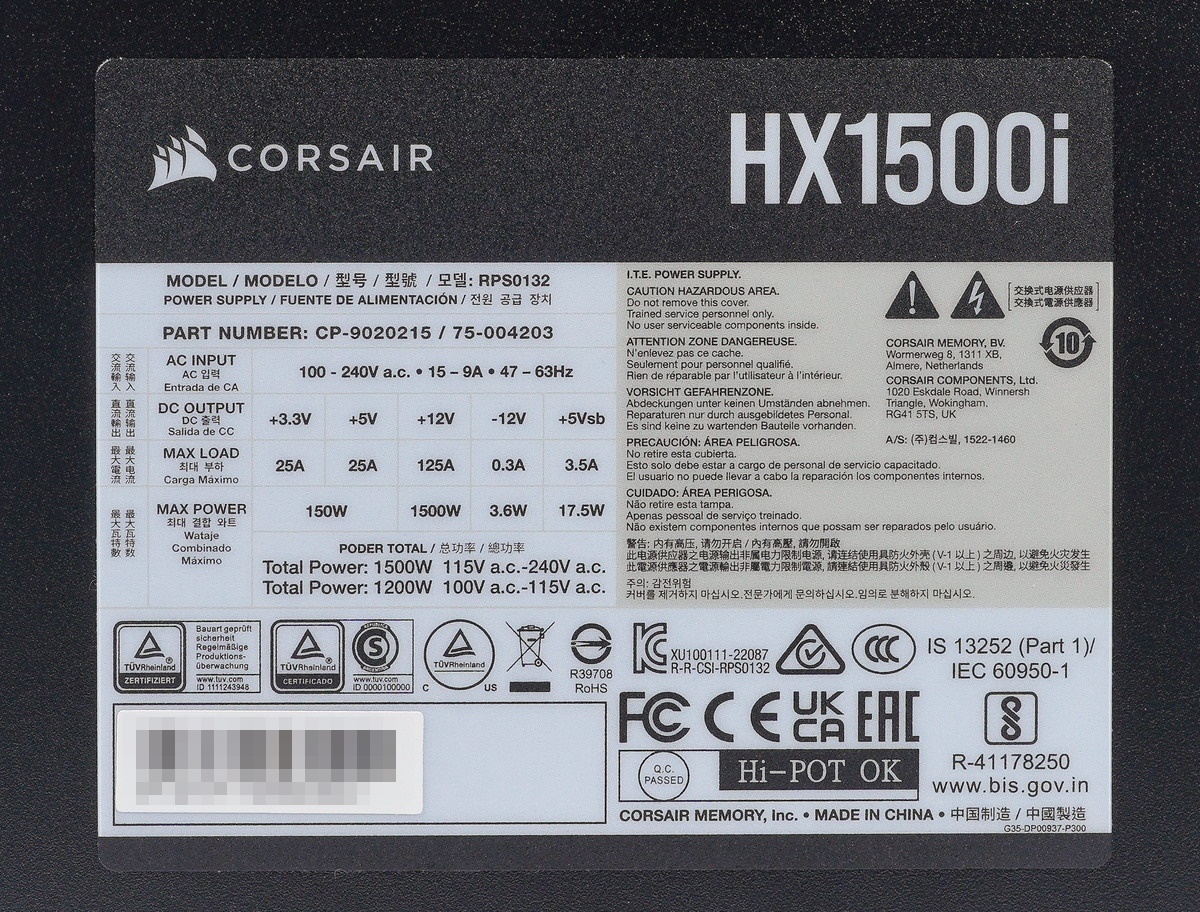 CORSAIR
HX1500i
MODEL / MODELO / 型号 / 型號 / 모델: RPS0132
POWER SUPPLY / FUENTE DE ALIMENTACIÓN / 전원 공급 장치
PART NUMBER: CP-9020215 / 75-004203
交流輸入 交流输入
AC INPUT
AC 입력
Entrada de CA
100 - 240V a.c. • 15 – 9A • 47 – 63Hz
直流輸出 直流输出
DC OUTPUT
DC 출력
Salida de CC
+3.3V +5V +12V -12V +5Vsb
最大電流 最大电流
MAX LOAD
최대 부하
Carga Máximo
25A 25A 125A 0.3A 3.5A
最大瓦特數 最大瓦特数
MAX POWER
최대 결합 와트
Wataje
Combinado
Máximo
150W 1500W 3.6W 17.5W
PODER TOTAL / 总功率 / 總功率
Total Power: 1500W 115V a.c.-240V a.c.
Total Power: 1200W 100V a.c.-115V a.c.
I.T.E. POWER SUPPLY.
CAUTION HAZARDOUS AREA.
Do not remove this cover.
Trained service personnel only.
No user serviceable components inside.
ATTENTION ZONE DANGEREUSE.
N'enlevez pas ce cache.
Seulement pour personnel qualifié.
Rien de réparable par l'utilisateur à l'intérieur.
VORSICHT GEFAHRENZONE.
Abdeckungen unter keinen Umständen abnehmen.
Reparaturen nur durch ausgebildetes Personal.
Es sind keine zu wartenden Bauteile vorhanden.
PRECAUCIÓN: ÁREA PELIGROSA.
No retire esta cubierta.
Esto solo debe estar a cargo de personal de servicio capacitado.
El usuario no puede llevar a cabo la reparación los componentes internos.
CUIDADO: ÁREA PERIGOSA.
Não retire esta tampa.
Apenas pessoal de serviço treinado.
Não existem componentes internos que possam ser reparados pelo usuário.
警告: 内有高压, 请勿开启 / 內有高壓, 請勿開啟
此电源供应器之电源输出非属电力限制电源, 请连结使用具防火外壳 ( V-1 以上 ) 之周边, 以避免火灾发生
此電源供應器之電源輸出非屬電力限制電源, 請連結使用具防火外殼 ( V-1 以上 ) 之周邊, 以避免火災發生
주의: 감전위험
커버를 제거하지 마십시오.전문가에게 문의하십시오.임의로 분해하지 마십시오.
交換式电源供应器
交換式電源供應器
10
CORSAIR MEMORY, BV.
Wormerweg 8, 1311 XB,
Almere, Netherlands
CORSAIR COMPONENTS, Ltd.
1020 Eskdale Road, Winnersh
Triangle, Wokingham,
RG41 5TS, UK
A/S: (주)컴스빌, 1522-1460
TÜVRheinland
ZERTIFIZIERT
Bauart geprüft
sicherheit
Regelmäßige
Produktions-
überwachung
www.tuv.com
ID 1111243948
TÜVRheinland
CERTIFICADO
REPUBLICA
S
ARGENTINA
www.tuv.com
ID 0000100000
TÜVRheinland
C US
R39708
RoHS
XU100111-22087
R-R-CSI-RPS0132
CCC
IS 13252 (Part 1)/
IEC 60950-1
FC CE UK
CA EAC
R-41178250
www.bis.gov.in
Q.C.
PASSED
Hi-POT OK
CORSAIR MEMORY, Inc. • MADE IN CHINA • 中国制造 / 中國製造
G35-DP00937-P300